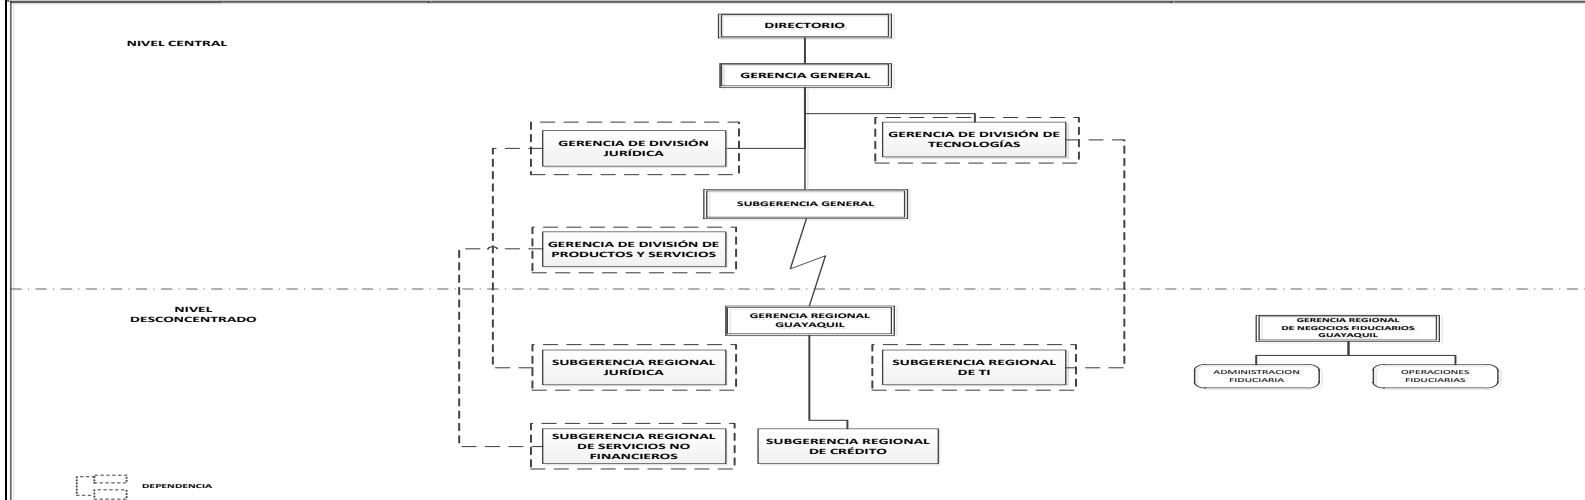 DIRECTORIO
NIVEL CENTRAL
GERENCIA GENERAL
GERENCIA DE DIVISIÓN
JURÍDICA
GERENCIA DE DIVISIÓN DE
TECNOLOGÍAS
SUBGERENCIA GENERAL
GERENCIA DE DIVISIÓN DE
PRODUCTOS Y SERVICIOS
NIVEL
DESCONCENTRADO
GERENCIA REGIONAL
GUAYAQUIL
GERENCIA REGIONAL
DE NEGOCIOS FIDUCIARIOS
GUAYAQUIL
SUBGERENCIA REGIONAL
JURÍDICA
SUBGERENCIA REGIONAL
DE TI
ADMINISTRACION
FIDUCIARIA
OPERACIONES
FIDUCIARIAS
SUBGERENCIA REGIONAL
DE SERVICIOS NO
FINANCIEROS
SUBGERENCIA REGIONAL
DE CRÉDITO
DEPENDENCIA